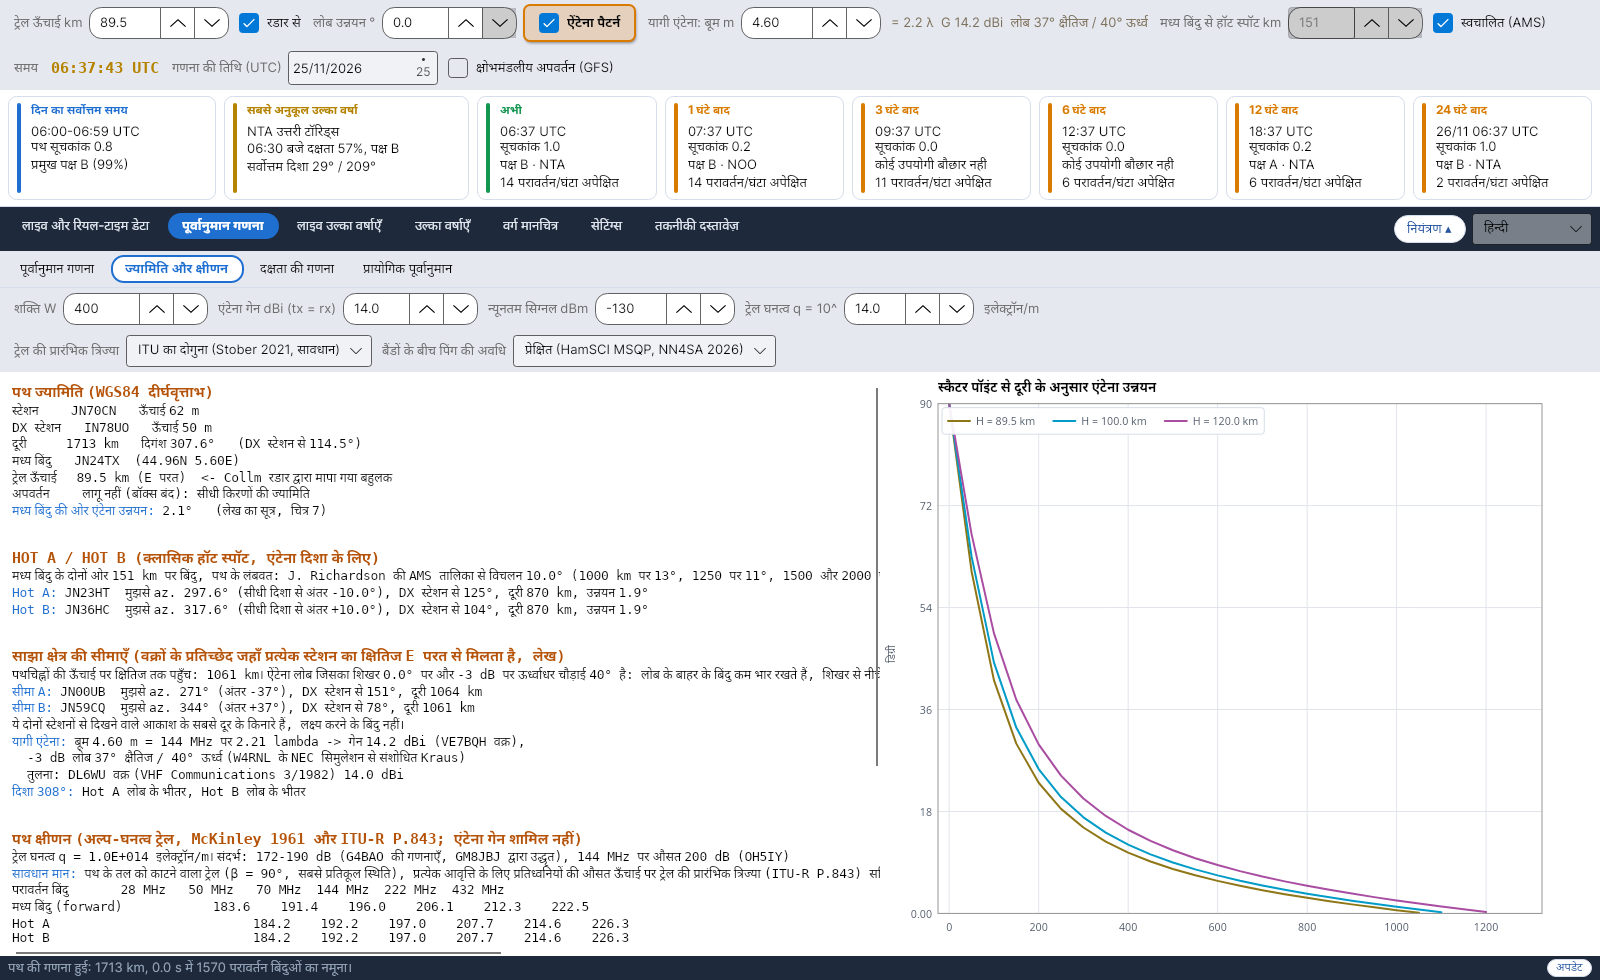 ट्रेल ऊँचाई km 89.5 रडार से लोब उन्नयन ° 0.0 ऐंटेना पैटर्न यागी एंटेना: बूम m 4.60 = 2.2 λ G 14.2 dBi लोब 37° क्षैतिज / 40° ऊर्ध्व मध्य बिंदु से हॉट स्पॉट km 151 स्वचालित (AMS)
समय 06:37:43 UTC गणना की तिथि (UTC) 25/11/2026 25 क्षोभमंडलीय अपवर्तन (GFS)
दिन का सर्वोत्तम समय
06:00-06:59 UTC
पथ सूचकांक 0.8
प्रमुख पक्ष B (99%)
सबसे अनुकूल उल्का वर्षा
NTA उत्तरी टॉरिड्स
06:30 बजे दक्षता 57%, पक्ष B
सर्वोत्तम दिशा 29° / 209°
अभी
06:37 UTC
सूचकांक 1.0
पक्ष B · NTA
14 परावर्तन/घंटा अपेक्षित
1 घंटे बाद
07:37 UTC
सूचकांक 0.2
पक्ष B · NOO
14 परावर्तन/घंटा अपेक्षित
3 घंटे बाद
09:37 UTC
सूचकांक 0.0
कोई उपयोगी बौछार नहीं
11 परावर्तन/घंटा अपेक्षित
6 घंटे बाद
12:37 UTC
सूचकांक 0.0
कोई उपयोगी बौछार नहीं
6 परावर्तन/घंटा अपेक्षित
12 घंटे बाद
18:37 UTC
सूचकांक 0.2
पक्ष A · NTA
6 परावर्तन/घंटा अपेक्षित
24 घंटे बाद
26/11 06:37 UTC
सूचकांक 1.0
पक्ष B · NTA
2 परावर्तन/घंटा अपेक्षित
लाइव और रियल-टाइम डेटा पूर्वानुमान गणना लाइव उल्का वर्षाएँ उल्का वर्षाएँ वर्ग मानचित्र सेटिंग्स तकनीकी दस्तावेज़ नियंत्रण ▴ हिन्दी
पूर्वानुमान गणना ज्यामिति और क्षीणन दक्षता की गणना प्रायोगिक पूर्वानुमान
शक्ति W 400 एंटेना गेन dBi (tx = rx) 14.0 न्यूनतम सिग्नल dBm -130 ट्रेल घनत्व q = 10^ 14.0 इलेक्ट्रॉन/m
ट्रेल की प्रारंभिक त्रिज्या ITU का दोगुना (Stober 2021, सावधान) बैंडों के बीच पिंग की अवधि प्रेक्षित (HamSCI MSQP, NN4SA 2026)
पथ ज्यामिति (WGS84 दीर्घवृत्ताभ)
स्टेशन JN70CN ऊँचाई 62 m
DX स्टेशन IN78UO ऊँचाई 50 m
दूरी 1713 km दिगंश 307.6° (DX स्टेशन से 114.5°)
मध्य बिंदु JN24TX (44.96N 5.60E)
ट्रेल ऊँचाई 89.5 km (E परत) <- Collm रडार द्वारा मापा गया बहुलक
अपवर्तन लागू नहीं (बॉक्स बंद): सीधी किरणों की ज्यामिति
मध्य बिंदु की ओर एंटेना उन्नयन: 2.1° (लेख का सूत्र, चित्र 7)
HOT A / HOT B (क्लासिक हॉट स्पॉट, एंटेना दिशा के लिए)
मध्य बिंदु के दोनों ओर 151 km पर बिंदु, पथ के लंबवत: J. Richardson की AMS तालिका से विचलन 10.0° (1000 km पर 13°, 1250 पर 11°, 1500 और 2000
Hot A: JN23HT मुझसे az. 297.6° (सीधी दिशा से अंतर -10.0°), DX स्टेशन से 125°, दूरी 870 km, उन्नयन 1.9°
Hot B: JN36HC मुझसे az. 317.6° (सीधी दिशा से अंतर +10.0°), DX स्टेशन से 104°, दूरी 870 km, उन्नयन 1.9°
साझा क्षेत्र की सीमाएँ (वक्रों के प्रतिच्छेद जहाँ प्रत्येक स्टेशन का क्षितिज E परत से मिलता है, लेख)
पथचिह्नों की ऊँचाई पर क्षितिज तक पहुँच: 1061 km। ऐंटेना लोब जिसका शिखर 0.0° पर और -3 dB पर ऊर्ध्वाधर चौड़ाई 40° है: लोब के बाहर के बिंदु कम भार रखते हैं, शिखर से नीचे
सीमा A: JN00UB मुझसे az. 271° (अंतर -37°), DX स्टेशन से 151°, दूरी 1064 km
सीमा B: JN59CQ मुझसे az. 344° (अंतर +37°), DX स्टेशन से 78°, दूरी 1061 km
ये दोनों स्टेशनों से दिखने वाले आकाश के सबसे दूर के किनारे हैं, लक्ष्य करने के बिंदु नहीं।
यागी एंटेना: बूम 4.60 m = 144 MHz पर 2.21 lambda -> गेन 14.2 dBi (VE7BQH वक्र),
-3 dB लोब 37° क्षैतिज / 40° ऊर्ध्व (W4RNL के NEC सिमुलेशन से संशोधित Kraus)
तुलना: DL6WU वक्र (VHF Communications 3/1982) 14.0 dBi
दिशा 308°: Hot A लोब के भीतर, Hot B लोब के भीतर
पथ क्षीणन (अल्प-घनत्व ट्रेल, McKinley 1961 और ITU-R P.843; एंटेना गेन शामिल नहीं)
ट्रेल घनत्व q = 1.0E+014 इलेक्ट्रॉन/m। संदर्भ: 172-190 dB (G4BAO की गणनाएँ, GM8JBJ द्वारा उद्धृत), 144 MHz पर औसत 200 dB (OH5IY)
सावधान मान: पथ के तल को काटने वाला ट्रेल (β = 90°, सबसे प्रतिकूल स्थिति), प्रत्येक आवृत्ति के लिए प्रतिध्वनियों की औसत ऊँचाई पर ट्रेल की प्रारंभिक त्रिज्या (ITU-R P.843)
परावर्तन बिंदु 28 MHz 50 MHz 70 MHz 144 MHz 222 MHz 432 MHz
मध्य बिंदु (forward) 183.6 191.4 196.0 206.1 212.3 222.5
Hot A 184.2 192.2 197.0 207.7 214.6 226.3
Hot B 184.2 192.2 197.0 207.7 214.6 226.3
स्कैटर पॉइंट से दूरी के अनुसार एंटेना उन्नयन
H = 89.5 km H = 100.0 km H = 120.0 km
90
72
54
36
18
0.00
डिग्री
0 200 400 600 800 1000 1200
पथ की गणना हुई: 1713 km, 0.0 s में 1570 परावर्तन बिंदुओं का नमूना। अपडेट